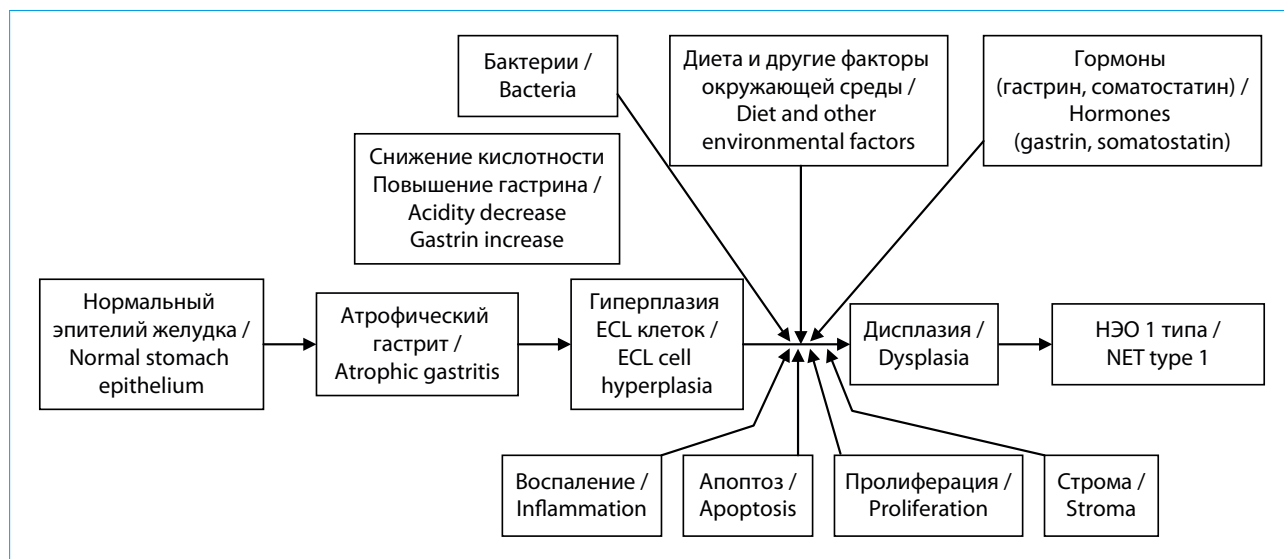 Бактерии /
Bacteria
Диета и другие факторы
окружающей среды /
Diet and other
environmental factors
Гормоны
(гастрин, соматостатин) /
Hormones
(gastrin, somatostatin)
Снижение кислотности
Повышение гастрина /
Acidity decrease
Gastrin increase
Нормальный
эпителий желудка /
Normal stomach
epithelium
Атрофический
гастрит /
Atrophic gastritis
Гиперплазия
ECL клеток /
ECL cell
hyperplasia
Дисплазия /
Dysplasia
НЭО 1 типа /
NET type 1
Воспаление /
Inflammation
Апоптоз /
Apoptosis
Пролиферация /
Proliferation
Строма /
Stroma